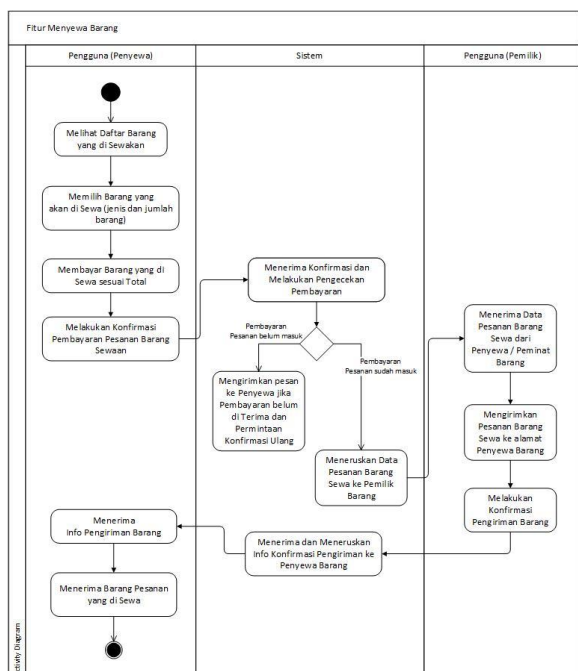 Fitur Menyewa Barang
Pengguna (Penyewa)
Sistem
Pengguna (Pemilik)
Melihat Daftar Barang
yang di Sewakan
Memilih Barang yang
akan di Sewa (jenis dan jumlah
barang)
Membayar Barang yang di
Sewa sesuai Total
Melakukan Konfirmasi
Pembayaran Pesanan Barang
Sewaan
Menerima Konfirmasi dan
Melakukan Pengecekan
Pembayaran
Pembayaran
Pesanan belum masuk
Pembayaran
Pesanan sudah masuk
Mengirimkan pesan
ke Penyewa jika
Pembayaran belum
di Terima dan
Permintaan
Konfirmasi Ulang
Meneruskan Data
Pesanan Barang
Sewa ke Pemilik
Barang
Menerima Data
Pesanan Barang
Sewa dari
Penyewa / Peminat
Barang
Mengirimkan
Pesanan Barang
Sewa ke alamat
Penyewa Barang
Melakukan
Konfirmasi
Pengiriman Barang
Menerima dan Meneruskan
Info Konfirmasi Pengiriman ke
Penyewa Barang
Menerima
Info Pengiriman Barang
Menerima Barang Pesanan
yang di Sewa
Diagram